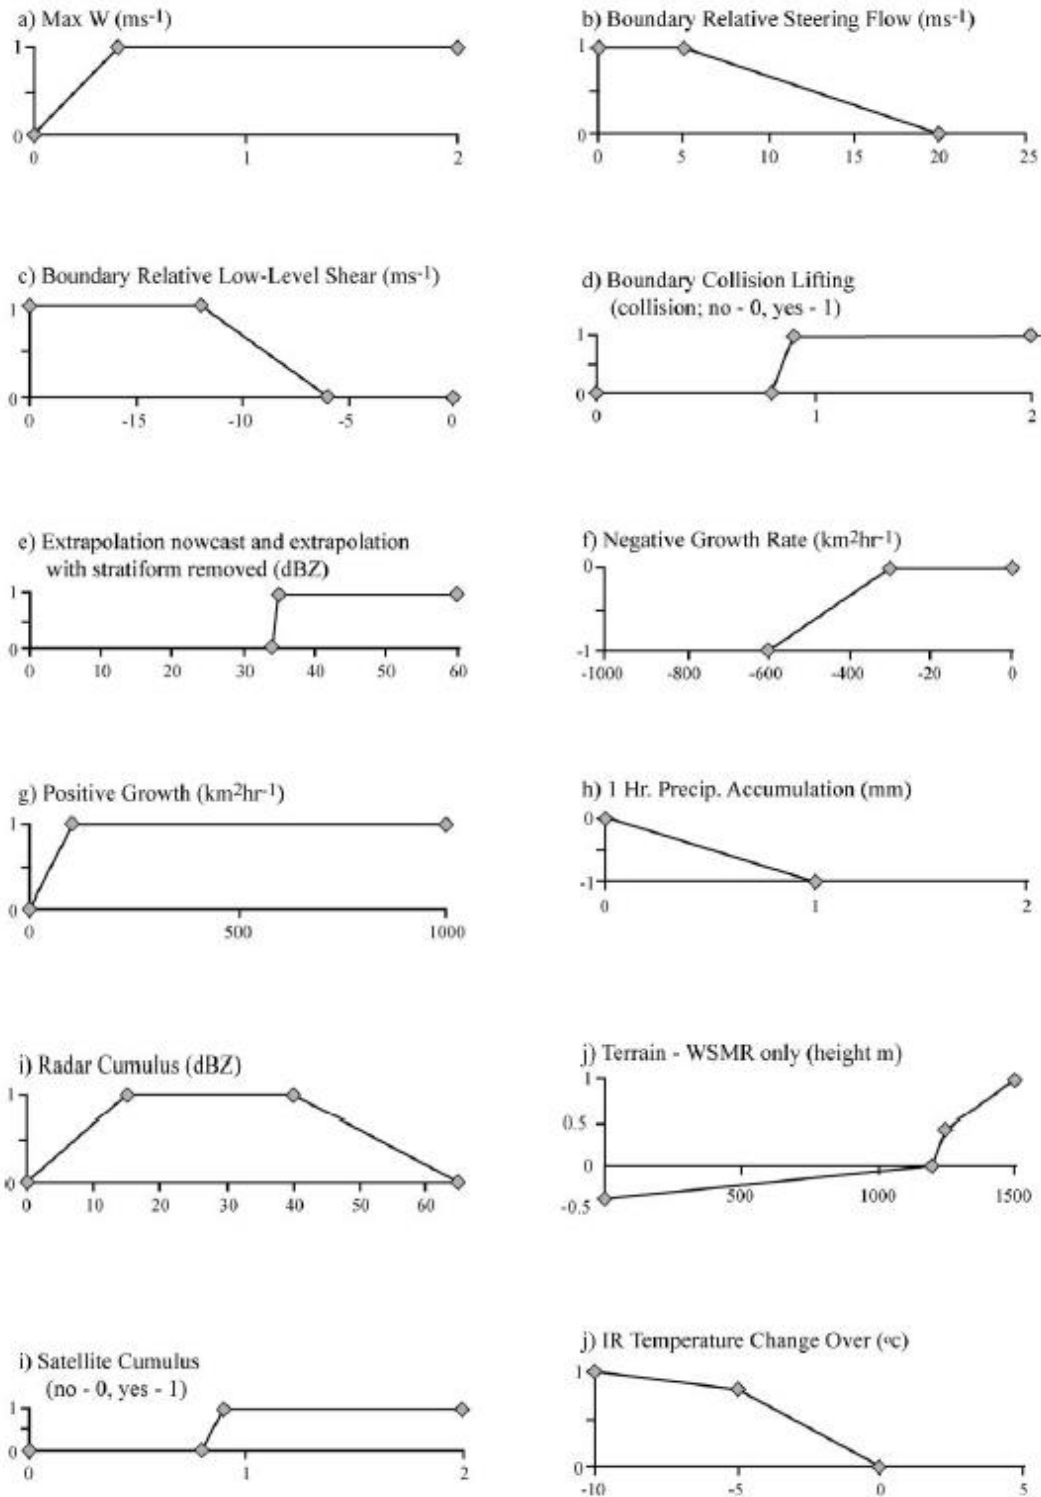 a) Max W (ms-1)
1
0
0 1 2
b) Boundary Relative Steering Flow (ms-1)
1
0
0 5 10 15 20 25
c) Boundary Relative Low-Level Shear (ms-1)
1
0
0 -15 -10 -5 0
d) Boundary Collision Lifting
(collision; no - 0, yes - 1)
1
0
0 1 2
e) Extrapolation nowcast and extrapolation
with stratiform removed (dBZ)
1
0
0 10 20 30 40 50 60
f) Negative Growth Rate (km2hr-1)
0
-1
-1000 -800 -600 -400 -20 0
g) Positive Growth (km2hr-1)
1
0
0 500 1000
h) 1 Hr. Precip. Accumulation (mm)
0
-1
0 1 2
i) Radar Cumulus (dBZ)
1
0
0 10 20 30 40 50 60
j) Terrain - WSMR only (height m)
1
0.5
0
-0.5
500 1000 1500
i) Satellite Cumulus
(no - 0, yes - 1)
1
0
0 1 2
j) IR Temperature Change Over (oc)
1
0
-10 -5 0 5